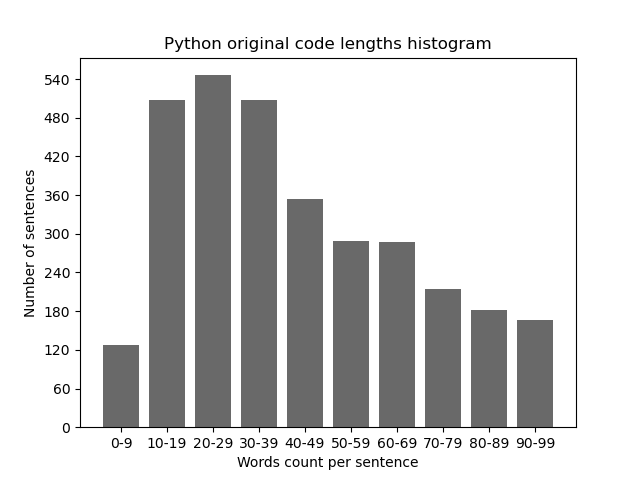 Python original code lengths histogram
540
480
420
360
300
240
180
120
60
0
Number of sentences
0-9 10-19 20-29 30-39 40-49 50-59 60-69 70-79 80-89 90-99
Words count per sentence